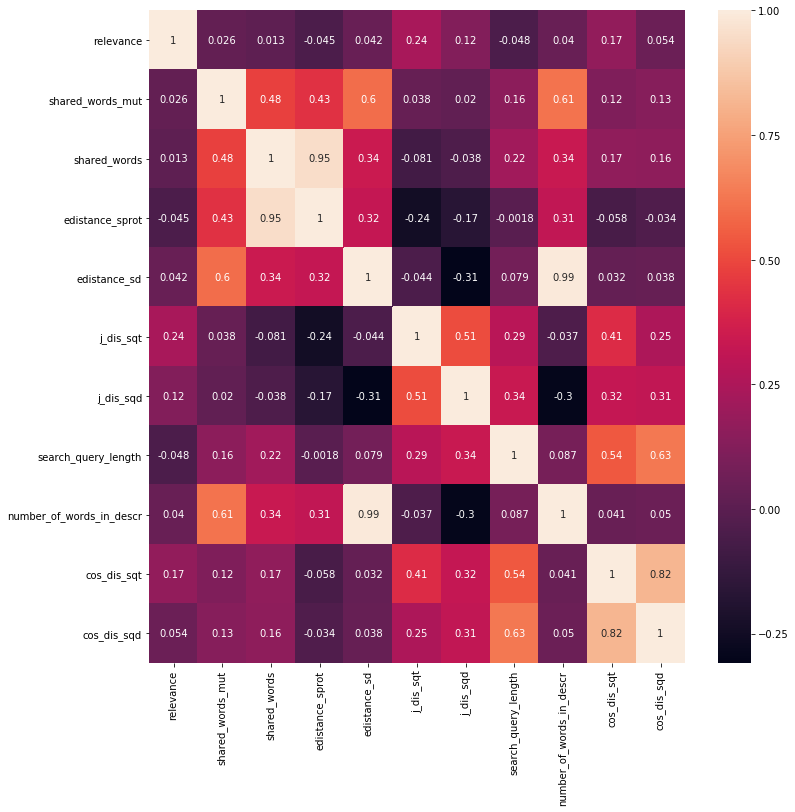 relevance 1 0.026 0.013 -0.045 0.042 0.24 0.12 -0.048 0.04 0.17 0.054
shared_words_mut 0.026 1 0.48 0.43 0.6 0.038 0.02 0.16 0.61 0.12 0.13
shared_words 0.013 0.48 1 0.95 0.34 -0.081 -0.038 0.22 0.34 0.17 0.16
edistance_sprot -0.045 0.43 0.95 1 0.32 -0.24 -0.17 -0.0018 0.31 -0.058 -0.034
edistance_sd 0.042 0.6 0.34 0.32 1 -0.044 -0.31 0.079 0.99 0.032 0.038
j_dis_sqt 0.24 0.038 -0.081 -0.24 -0.044 1 0.51 0.29 -0.037 0.41 0.25
j_dis_sqd 0.12 0.02 -0.038 -0.17 -0.31 0.51 1 0.34 -0.3 0.32 0.31
search_query_length -0.048 0.16 0.22 -0.0018 0.079 0.29 0.34 1 0.087 0.54 0.63
number_of_words_in_descr 0.04 0.61 0.34 0.31 0.99 -0.037 -0.3 0.087 1 0.041 0.05
cos_dis_sqt 0.17 0.12 0.17 -0.058 0.032 0.41 0.32 0.54 0.041 1 0.82
cos_dis_sqd 0.054 0.13 0.16 -0.034 0.038 0.25 0.31 0.63 0.05 0.82 1
relevance
shared_words_mut
shared_words
edistance_sprot
edistance_sd
j_dis_sqt
j_dis_sqd
search_query_length
number_of_words_in_descr
cos_dis_sqt
cos_dis_sqd
1.00
0.75
0.50
0.25
0.00
−0.25